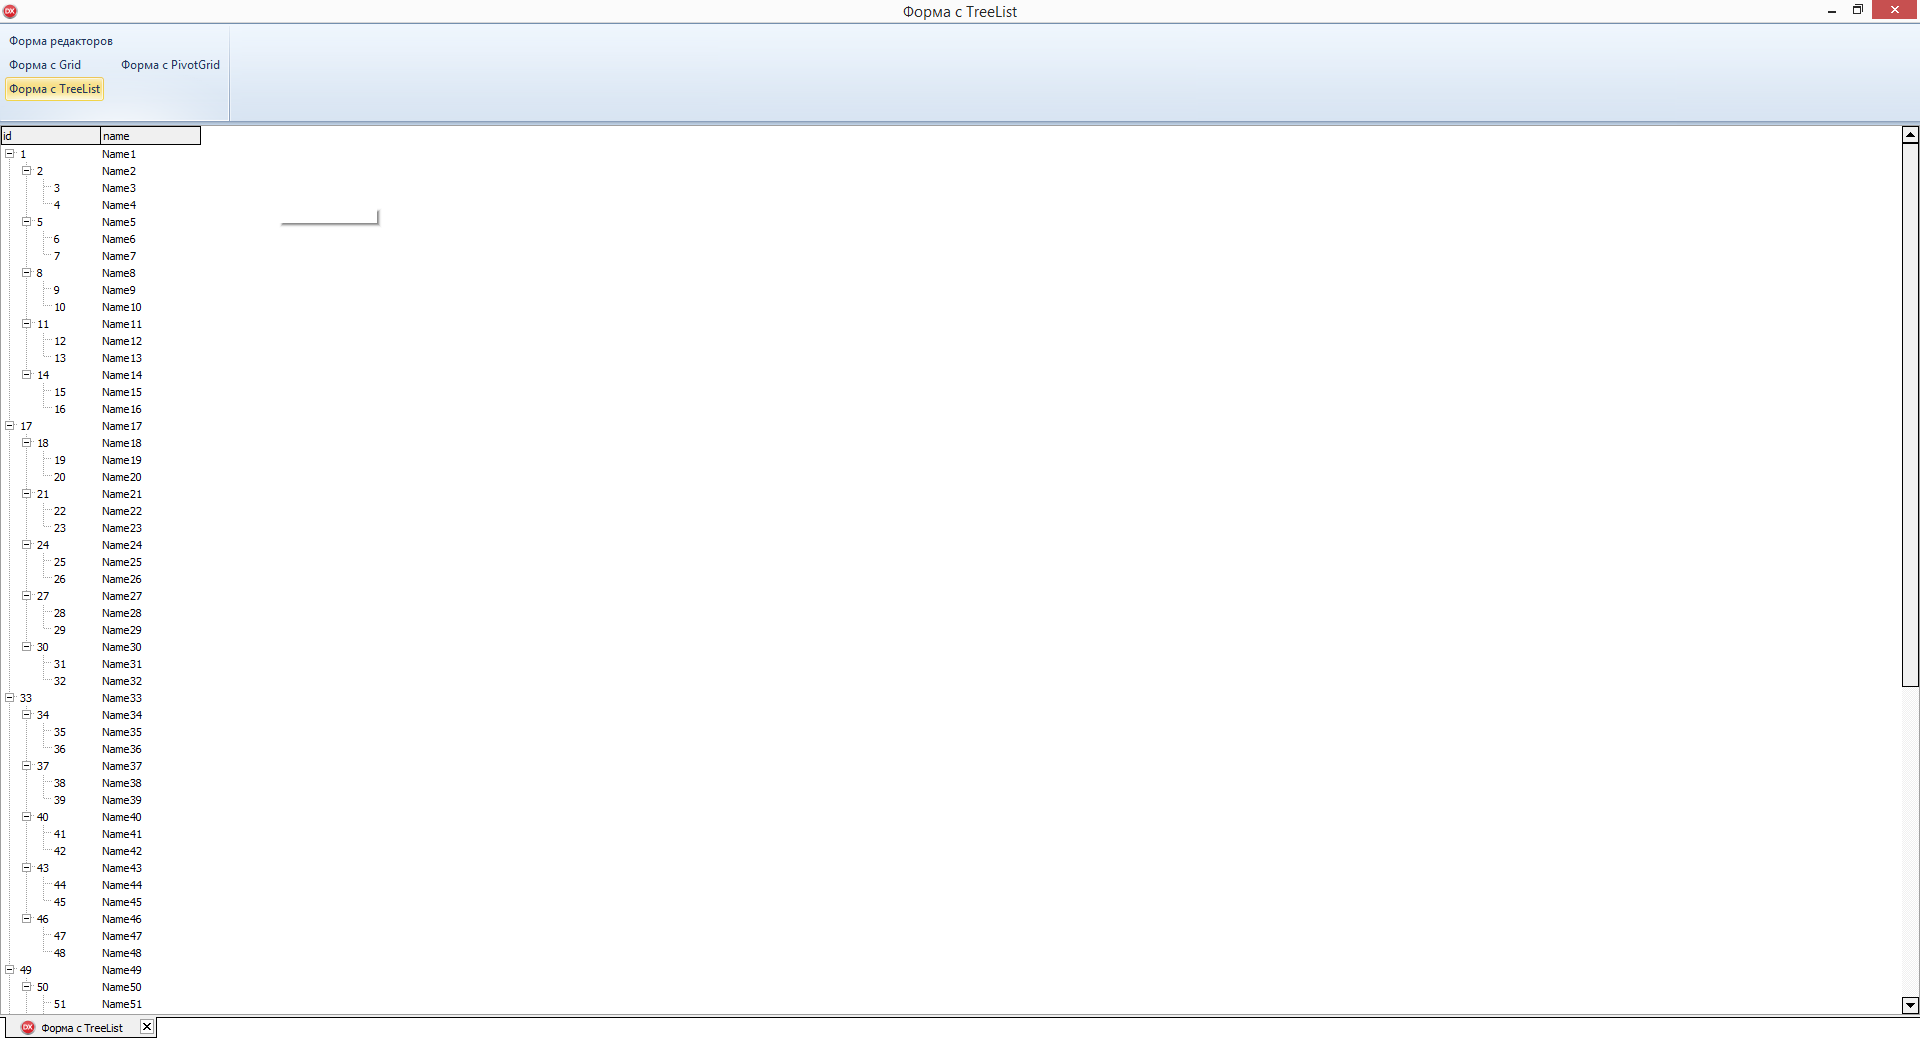 DX Форма с TreeList
Форма редакторов
Форма с Grid Форма с PivotGrid
Форма с TreeList
id name
1 Name1
2 Name2
3 Name3
4 Name4
5 Name5
6 Name6
7 Name7
8 Name8
9 Name9
10 Name10
11 Name11
12 Name12
13 Name13
14 Name14
15 Name15
16 Name16
17 Name17
18 Name18
19 Name19
20 Name20
21 Name21
22 Name22
23 Name23
24 Name24
25 Name25
26 Name26
27 Name27
28 Name28
29 Name29
30 Name30
31 Name31
32 Name32
33 Name33
34 Name34
35 Name35
36 Name36
37 Name37
38 Name38
39 Name39
40 Name40
41 Name41
42 Name42
43 Name43
44 Name44
45 Name45
46 Name46
47 Name47
48 Name48
49 Name49
50 Name50
51 Name51
DX Форма с TreeList